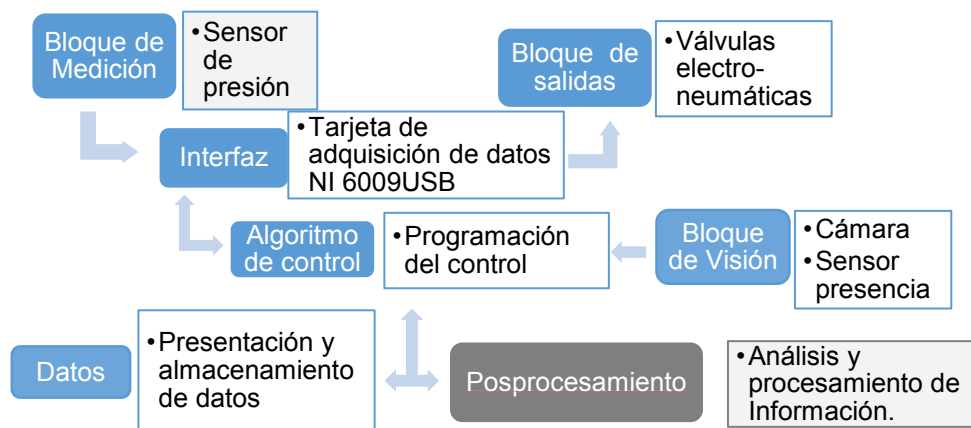 Bloque de
Medición
•Sensor
de
presión
Bloque de
salidas
•Válvulas
electro-
neumáticas
Interfaz
•Tarjeta de
adquisición de datos
NI 6009USB
Algoritmo
de control
•Programación
del control
Bloque
de Visión
•Cámara
•Sensor
presencia
Datos
•Presentación y
almacenamiento
de datos
Posprocesamiento
•Análisis y
procesamiento de
Información.